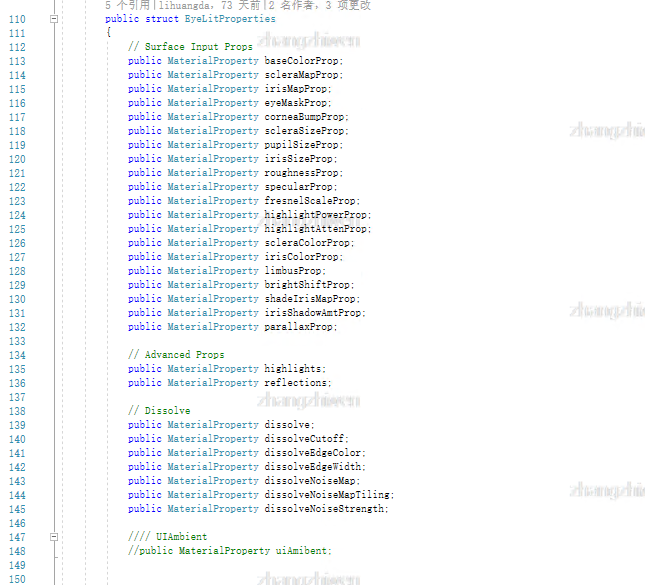 5 个引用|lihuangda, 73 天前|2 名作者, 3 项更改
110 public struct EyeLitProperties
111 {
112 // Surface Input Props
113 public MaterialProperty baseColorProp;
114 public MaterialProperty scleraMapProp;
115 public MaterialProperty irisMapProp;
116 public MaterialProperty eyeMaskProp;
117 public MaterialProperty corneaBumpProp;
118 public MaterialProperty scleraSizeProp;
119 public MaterialProperty pupilSizeProp;
120 public MaterialProperty irisSizeProp;
121 public MaterialProperty roughnessProp;
122 public MaterialProperty specularProp;
123 public MaterialProperty fresnelScaleProp;
124 public MaterialProperty highlightPowerProp;
125 public MaterialProperty highlightAttenProp;
126 public MaterialProperty scleraColorProp;
127 public MaterialProperty irisColorProp;
128 public MaterialProperty limbusProp;
129 public MaterialProperty brightShiftProp;
130 public MaterialProperty shadeIrisMapProp;
131 public MaterialProperty irisShadowAmtProp;
132 public MaterialProperty parallaxProp;
133
134 // Advanced Props
135 public MaterialProperty highlights;
136 public MaterialProperty reflections;
137
138 // Dissolve
139 public MaterialProperty dissolve;
140 public MaterialProperty dissolveCutoff;
141 public MaterialProperty dissolveEdgeColor;
142 public MaterialProperty dissolveEdgeWidth;
143 public MaterialProperty dissolveNoiseMap;
144 public MaterialProperty dissolveNoiseMapTiling;
145 public MaterialProperty dissolveNoiseStrength;
146
147 //// UIAmbient
148 //public MaterialProperty uiAmibent;
149
150